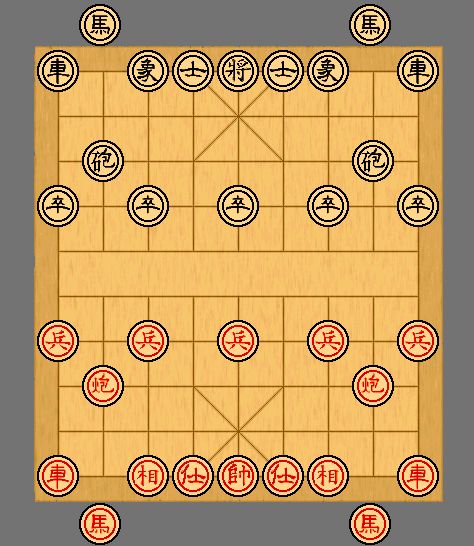 馬 馬
車 象 士 將 士 象 車
砲 砲
卒 卒 卒 卒 卒
兵 兵 兵 兵 兵
炮 炮
車 相 仕 帥 仕 相 車
馬 馬